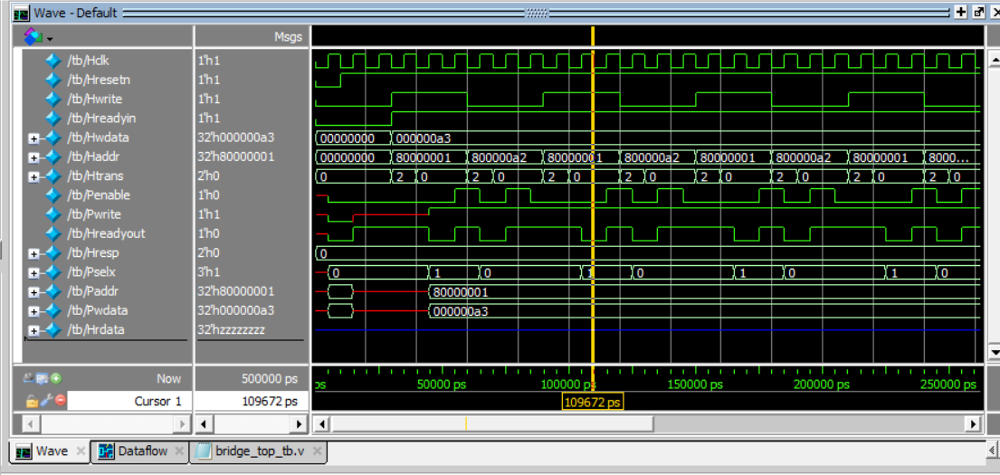 Wave - Default
Msgs
/tb/Hclk 1'h1
/tb/Hresetn 1'h1
/tb/Hwrite 1'h1
/tb/Hreadyin 1'h1
/tb/Hwdata 32'h000000a3 00000000 000000a3
/tb/Haddr 32'h80000001 00000000 80000001 800000a2 80000001 800000a2 80000001 800000a2 80000001 8000...
/tb/Htrans 2'h0 0 2 0 2 0 2 0 2 0 2 0 2 0 2 0 2 0
/tb/Penable 1'h0
/tb/Pwrite 1'h1
/tb/Hreadyout 1'h0
/tb/Hresp 2'h0 0
/tb/Pselx 3'h1 0 1 0 1 0 1 0 1 0
/tb/Paddr 32'h80000001 80000001
/tb/Pwdata 32'h000000a3 000000a3
/tb/Hrdata 32'hzzzzzzzz
Now 500000 ps ps 50000 ps 100000 ps 150000 ps 200000 ps 250000 ps
Cursor 1 109672 ps 109672 ps
Wave Dataflow bridge_top_tb.v